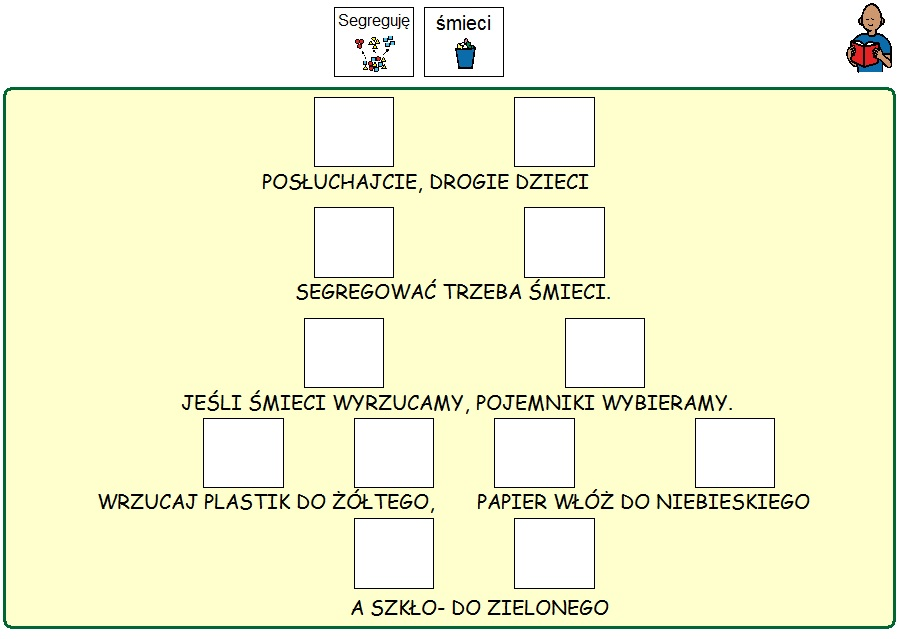 Segreguję śmieci
POSŁUCHAJCIE, DROGIE DZIECI
SEGREGOWAĆ TRZEBA ŚMIECI.
JEŚLI ŚMIECI WYRZUCAMY, POJEMNIKI WYBIERAMY.
WRZUCAJ PLASTIK DO ŻÓŁTEGO, PAPIER WŁÓŻ DO NIEBIESKIEGO
A SZKŁO- DO ZIELONEGO